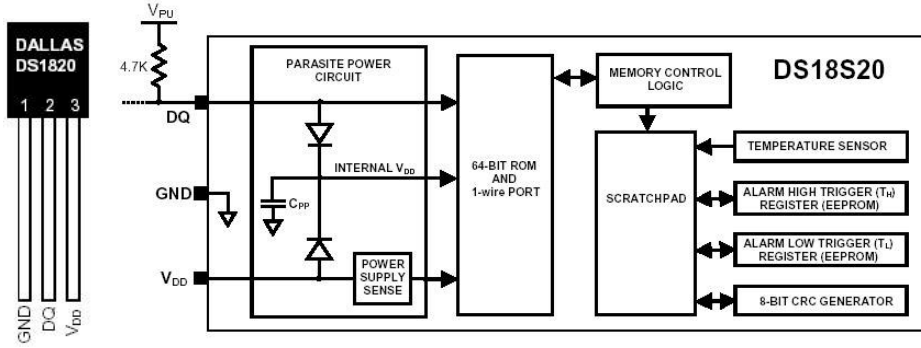 DALLAS
DS1820
1 2 3
GND
DQ
VDD
VPU
4.7K
DQ
GND
VDD
PARASITE POWER
CIRCUIT
INTERNAL VDD
CPP
POWER
SUPPLY
SENSE
64-BIT ROM
AND
1-wire PORT
MEMORY CONTROL
LOGIC
SCRATCHPAD
DS18S20
TEMPERATURE SENSOR
ALARM HIGH TRIGGER (TH)
REGISTER (EEPROM)
ALARM LOW TRIGGER (TL)
REGISTER (EEPROM)
8-BIT CRC GENERATOR